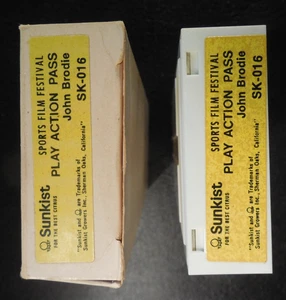 Sunkist
FOR THE BEST CITRUS
SPORTS FILM FESTIVAL
PLAY ACTION PASS
John Brodie
SK-016
"Sunkist and are Trademarks of
Sunkist Growers Inc., Sherman Oaks, California"
Sunkist
FOR THE BEST CITRUS
SPORTS FILM FESTIVAL
PLAY ACTION PASS
John Brodie
SK-016
"Sunkist and are Trademarks of
Sunkist Growers Inc., Sherman Oaks, California"